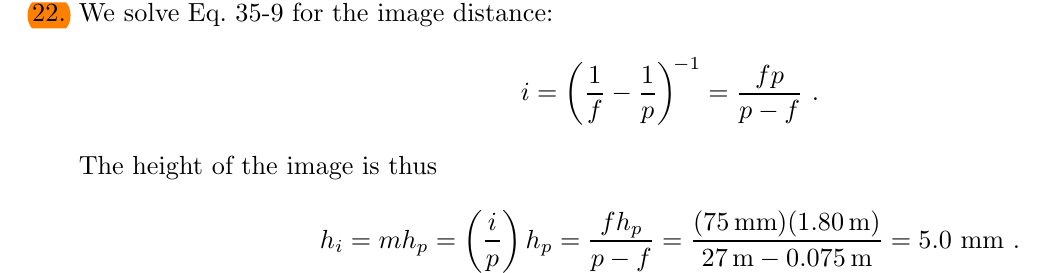 22. We solve Eq. 35-9 for the image distance:
i = (1/f − 1/p)^−1 = fp/(p − f) .
The height of the image is thus
h_i = mh_p = (i/p) h_p = fh_p/(p − f) = (75 mm)(1.80 m)/(27 m − 0.075 m) = 5.0 mm .